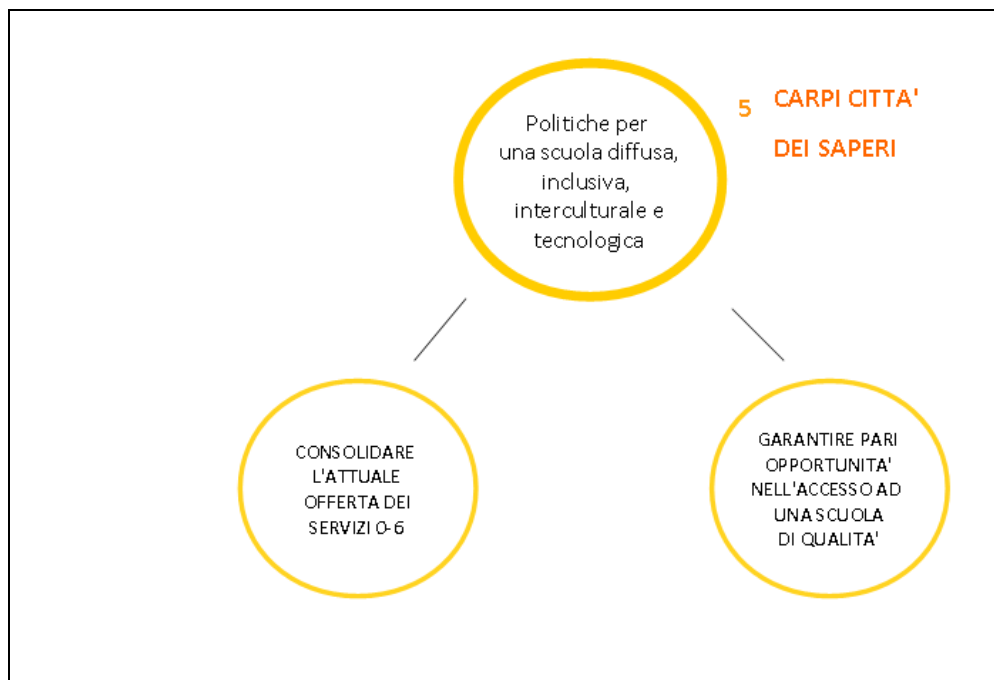 Politiche per
una scuola diffusa,
inclusiva,
interculturale e
tecnologica
5 CARPI CITTA'
DEI SAPERI
CONSOLIDARE
L'ATTUALE
OFFERTA DEI
SERVIZI 0-6
GARANTIRE PARI
OPPORTUNITA'
NELL'ACCESSO AD
UNA SCUOLA
DI QUALITA'